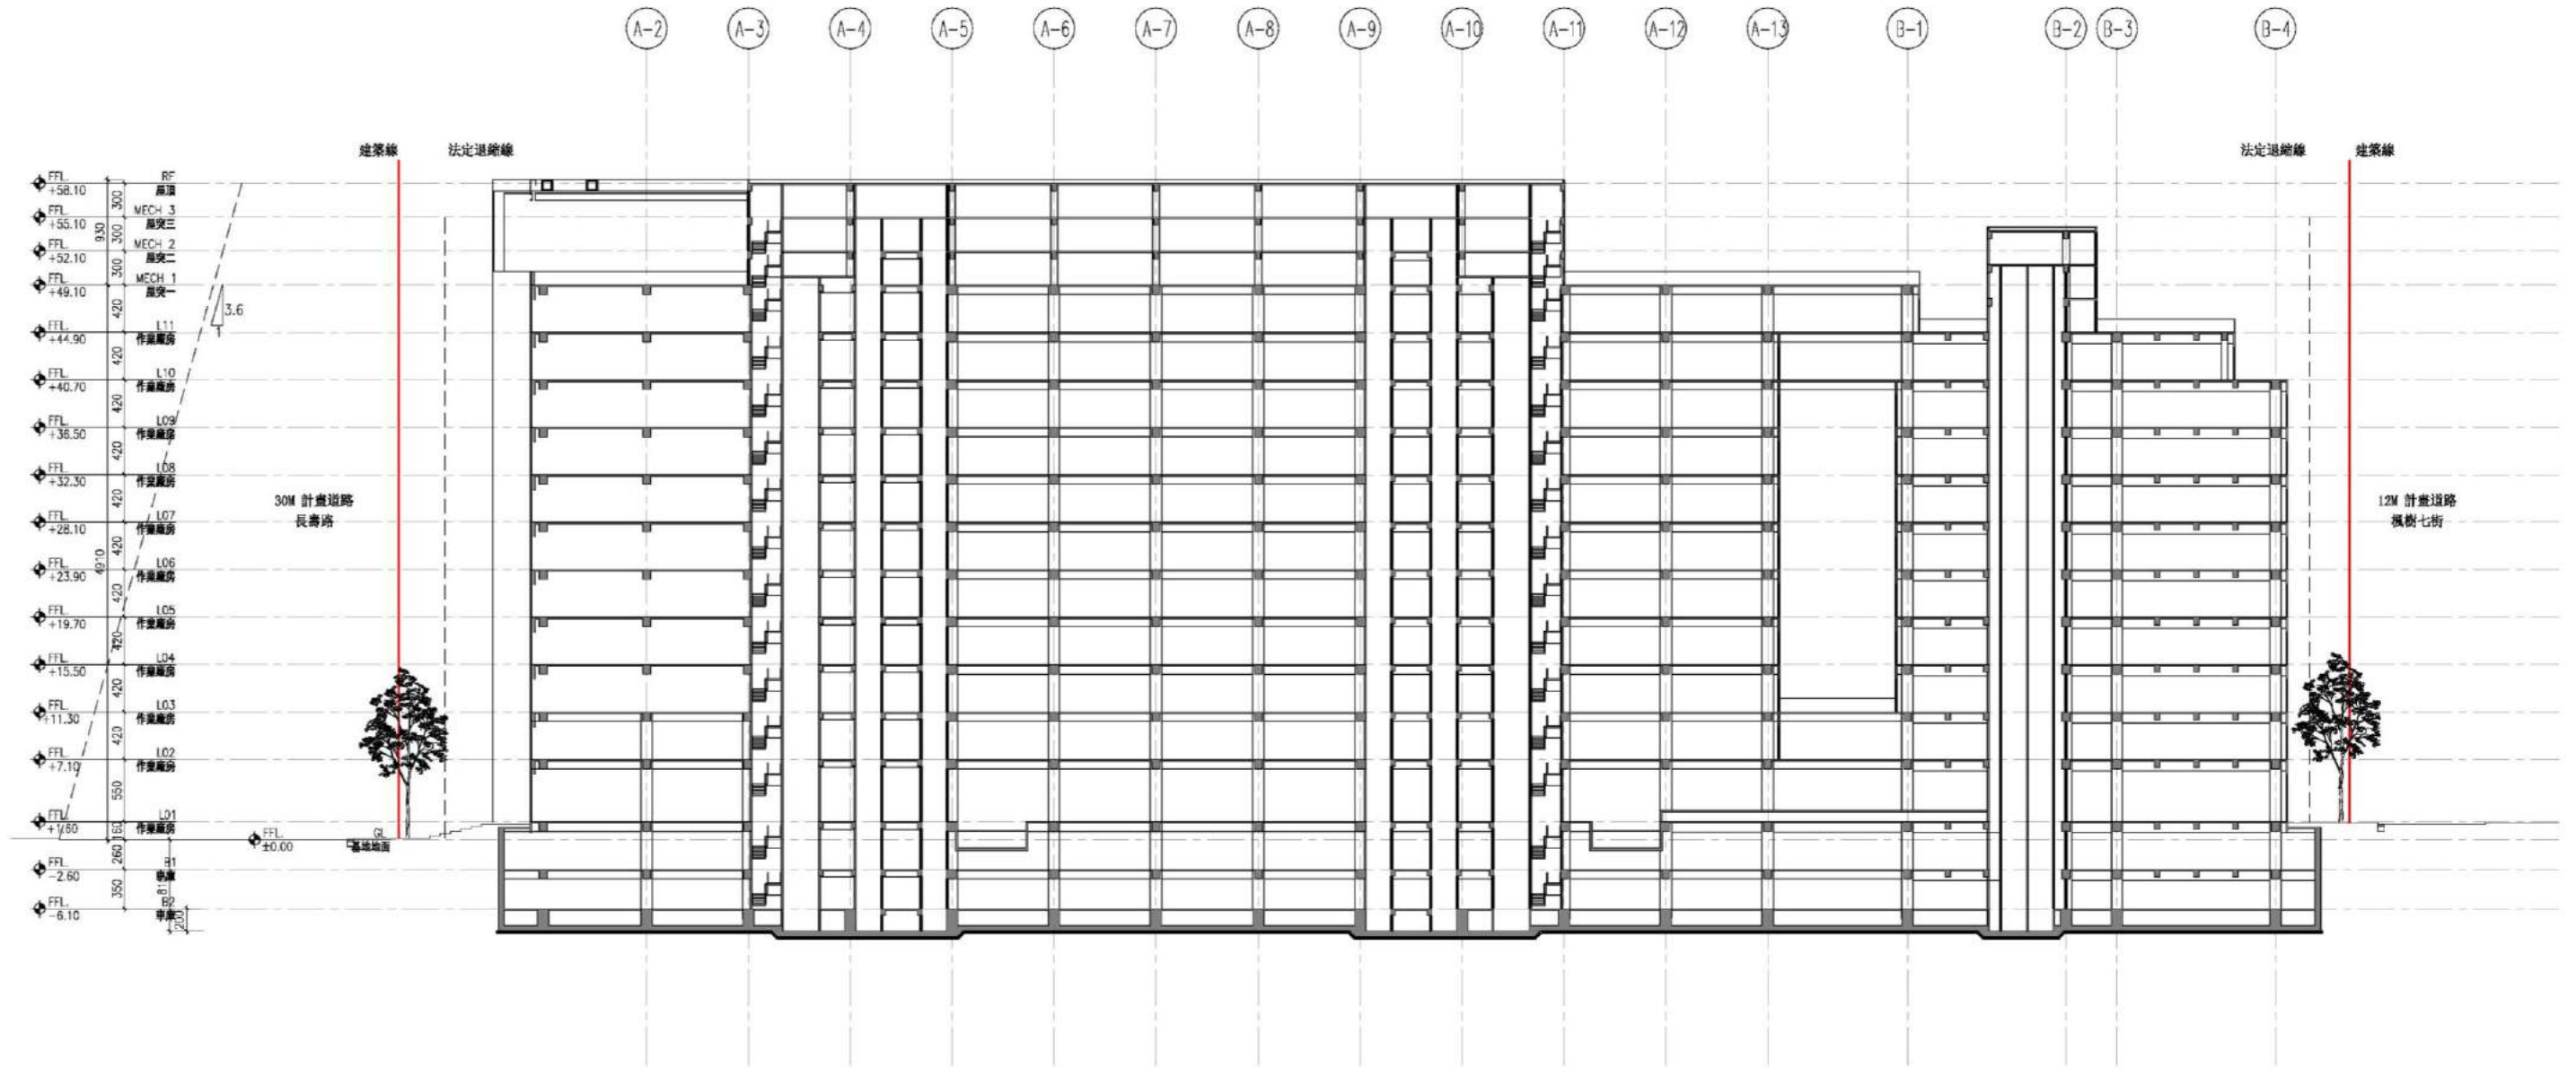 A-2 A-3 A-4 A-5 A-6 A-7 A-8 A-9 A-10 A-11 A-12 A-13 B-1 B-2 B-3 B-4
建築線 法定退縮線 法定退縮線 建築線
FFL. RF
+58.10 屋頂
300
FFL. MECH 3
+55.10 屋突三
930
300
FFL. MECH 2
+52.10 屋突二
300
FFL. MECH 1
+49.10 屋突一
3.6
1
420
FFL. L11
+44.90 作業廠房
420
FFL. L10
+40.70 作業廠房
420
FFL. L09
+36.50 作業廠房
420
FFL. L08
+32.30 作業廠房
30M 計畫道路
長壽路
12M 計畫道路
楓樹七街
420
FFL. L07
+28.10 作業廠房
4910
420
FFL. L06
+23.90 作業廠房
420
FFL. L05
+19.70 作業廠房
420
FFL. L04
+15.50 作業廠房
420
FFL. L03
+11.30 作業廠房
420
FFL. L02
+7.10 作業廠房
550
FFL. L01
+1.60 作業廠房
160
FFL. GL
±0.00 基地地面
260
FFL. B1
-2.60 車庫
350
FFL. B2
-6.10 車庫
200